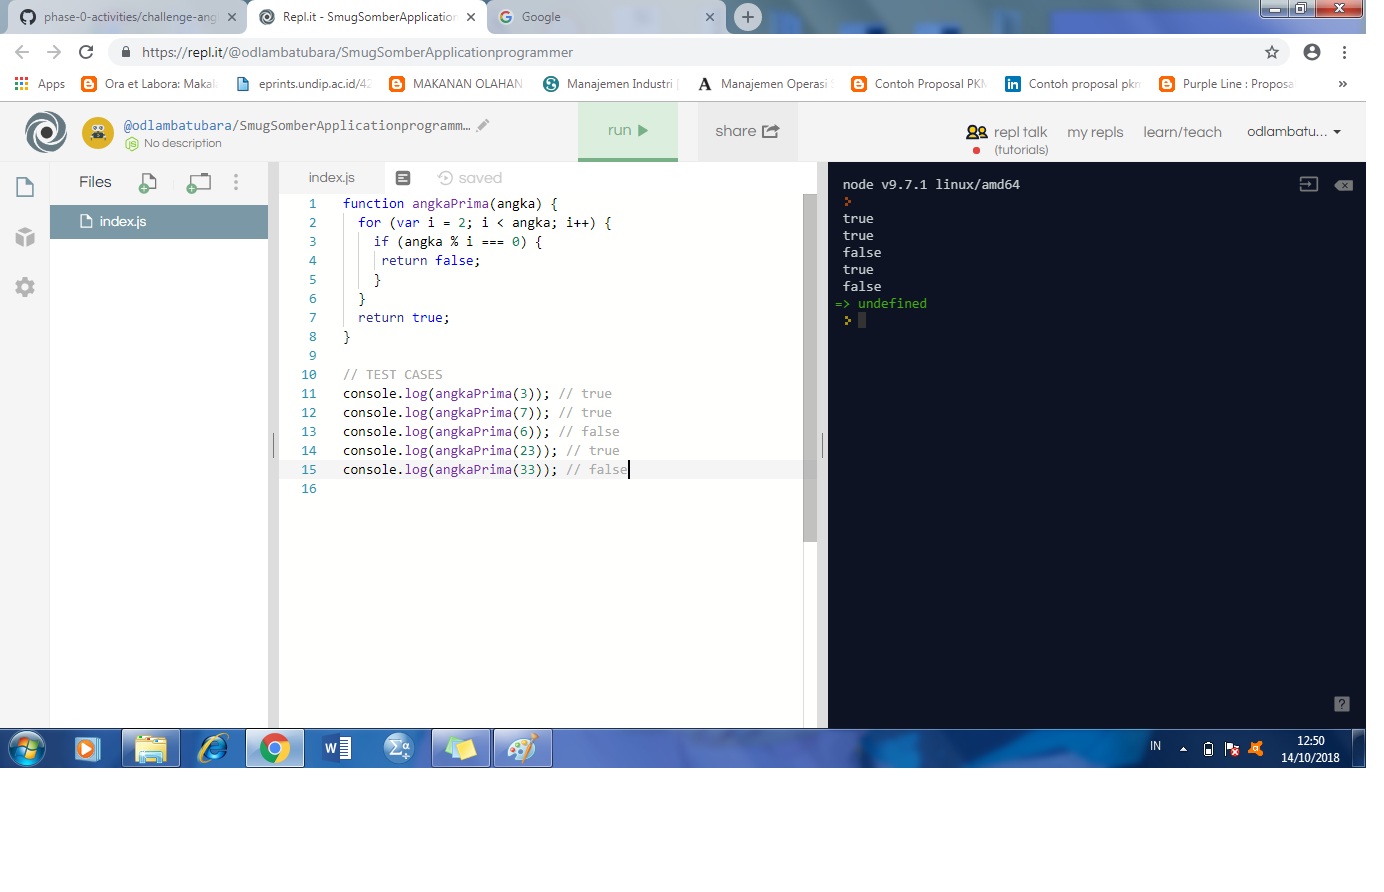 phase-0-activities/challenge-ang
Repl.it - SmugSomberApplication
Google
https://repl.it/@odlambatubara/SmugSomberApplicationprogrammer
Apps
Ora et Labora: Makal
eprints.undip.ac.id/42
MAKANAN OLAHAN
Manajemen Industri
Manajemen Operasi
Contoh Proposal PKM
Contoh proposal pkm
Purple Line : Proposa
»
@odlambatubara/SmugSomberApplicationprogramm...
No description
run
share
repl talk
(tutorials)
my repls
learn/teach
odlambatu...
Files
index.js
index.js
saved
1 function angkaPrima(angka) {
2 for (var i = 2; i < angka; i++) {
3 if (angka % i === 0) {
4 return false;
5 }
6 }
7 return true;
8 }
9
10 // TEST CASES
11 console.log(angkaPrima(3)); // true
12 console.log(angkaPrima(7)); // true
13 console.log(angkaPrima(6)); // false
14 console.log(angkaPrima(23)); // true
15 console.log(angkaPrima(33)); // false
16
node v9.7.1 linux/amd64
true
true
false
true
false
=> undefined
?
IN
12:50
14/10/2018